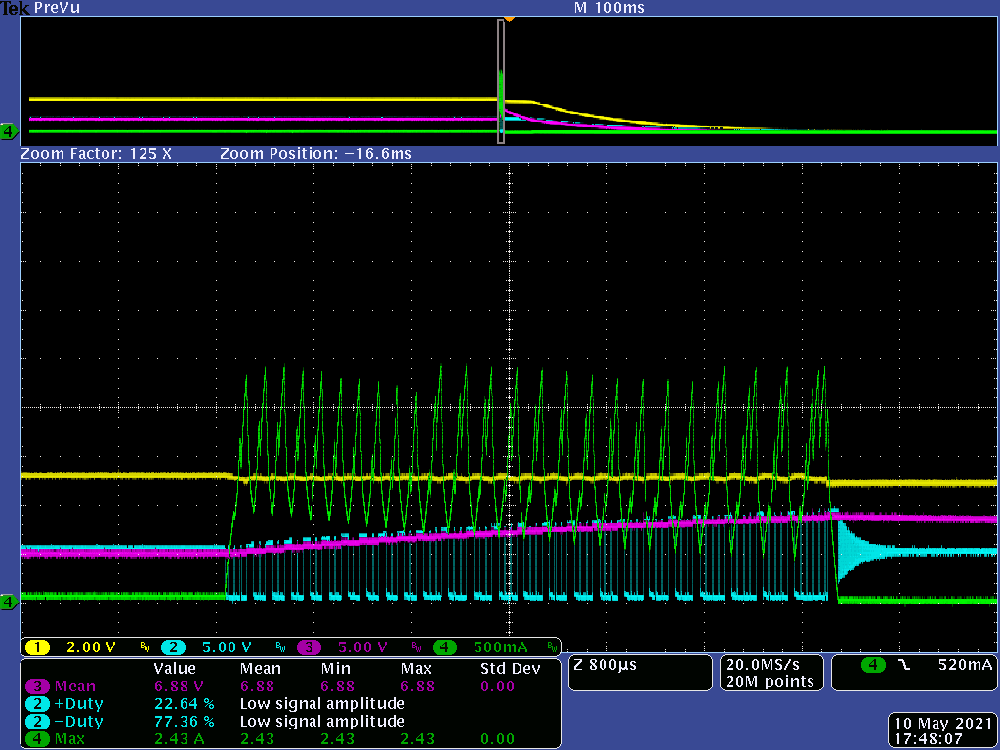 Tek PreVu M 100ms
4
Zoom Factor: 125 X Zoom Position: −16.6ms
4
1 2.00 V BW 2 5.00 V BW 3 5.00 V BW 4 500mA BW
Value Mean Min Max Std Dev
3 Mean 6.88 V 6.88 6.88 6.88 0.00
2 +Duty 22.64 % Low signal amplitude
2 −Duty 77.36 % Low signal amplitude
4 Max 2.43 A 2.43 2.43 2.43 0.00
Z 800µs
20.0MS/s
20M points
4 520mA
10 May 2021
17:48:07